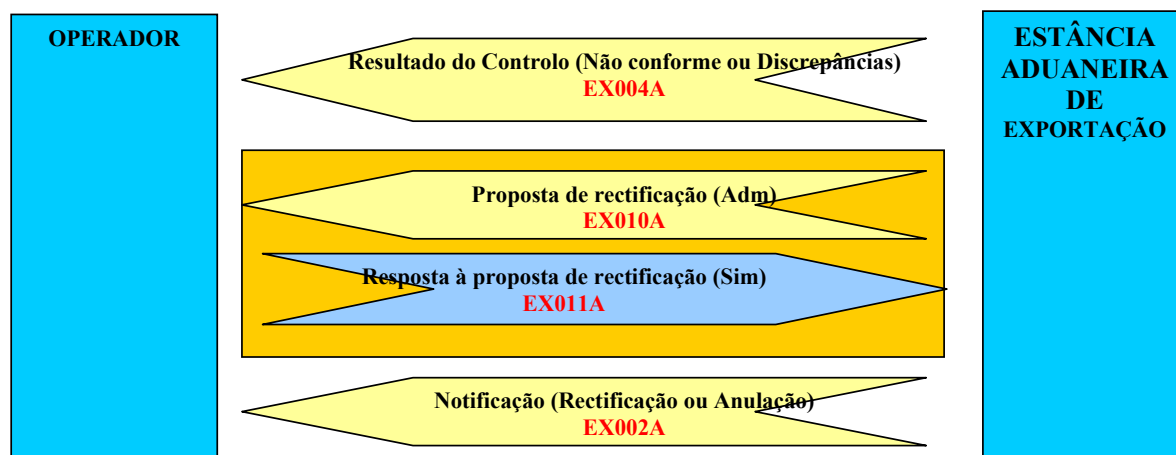 OPERADOR
Resultado do Controlo (Não conforme ou Discrepâncias)
EX004A
Proposta de rectificação (Adm)
EX010A
Resposta à proposta de rectificação (Sim)
EX011A
Notificação (Rectificação ou Anulação)
EX002A
ESTÂNCIA
ADUANEIRA
DE
EXPORTAÇÃO